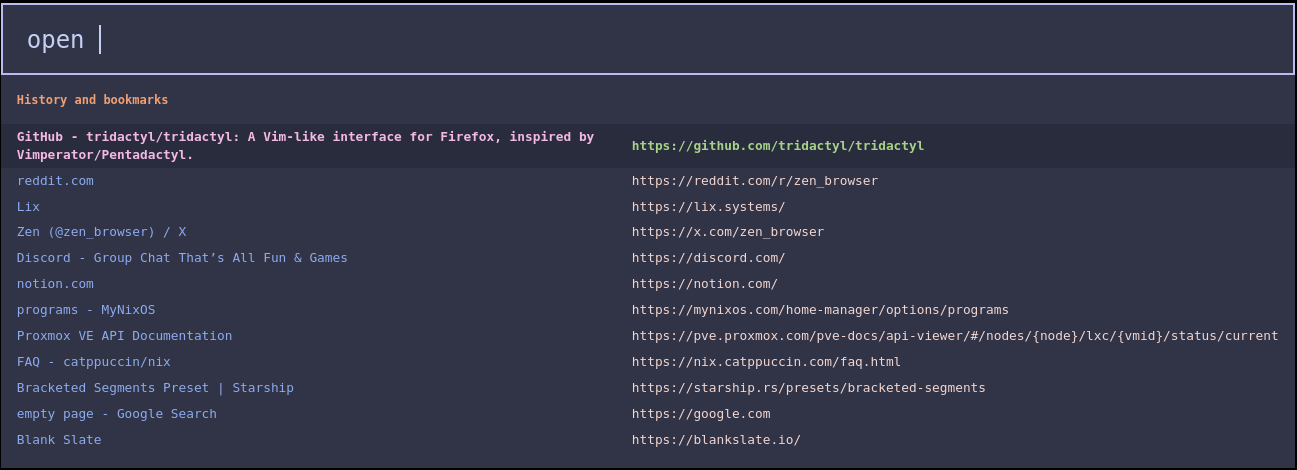 open
History and bookmarks
GitHub - tridactyl/tridactyl: A Vim-like interface for Firefox, inspired by
Vimperator/Pentadactyl. https://github.com/tridactyl/tridactyl
reddit.com https://reddit.com/r/zen_browser
Lix https://lix.systems/
Zen (@zen_browser) / X https://x.com/zen_browser
Discord - Group Chat That’s All Fun & Games https://discord.com/
notion.com https://notion.com/
programs - MyNixOS https://mynixos.com/home-manager/options/programs
Proxmox VE API Documentation https://pve.proxmox.com/pve-docs/api-viewer/#/nodes/{node}/lxc/{vmid}/status/current
FAQ - catppuccin/nix https://nix.catppuccin.com/faq.html
Bracketed Segments Preset | Starship https://starship.rs/presets/bracketed-segments
empty page - Google Search https://google.com
Blank Slate https://blankslate.io/